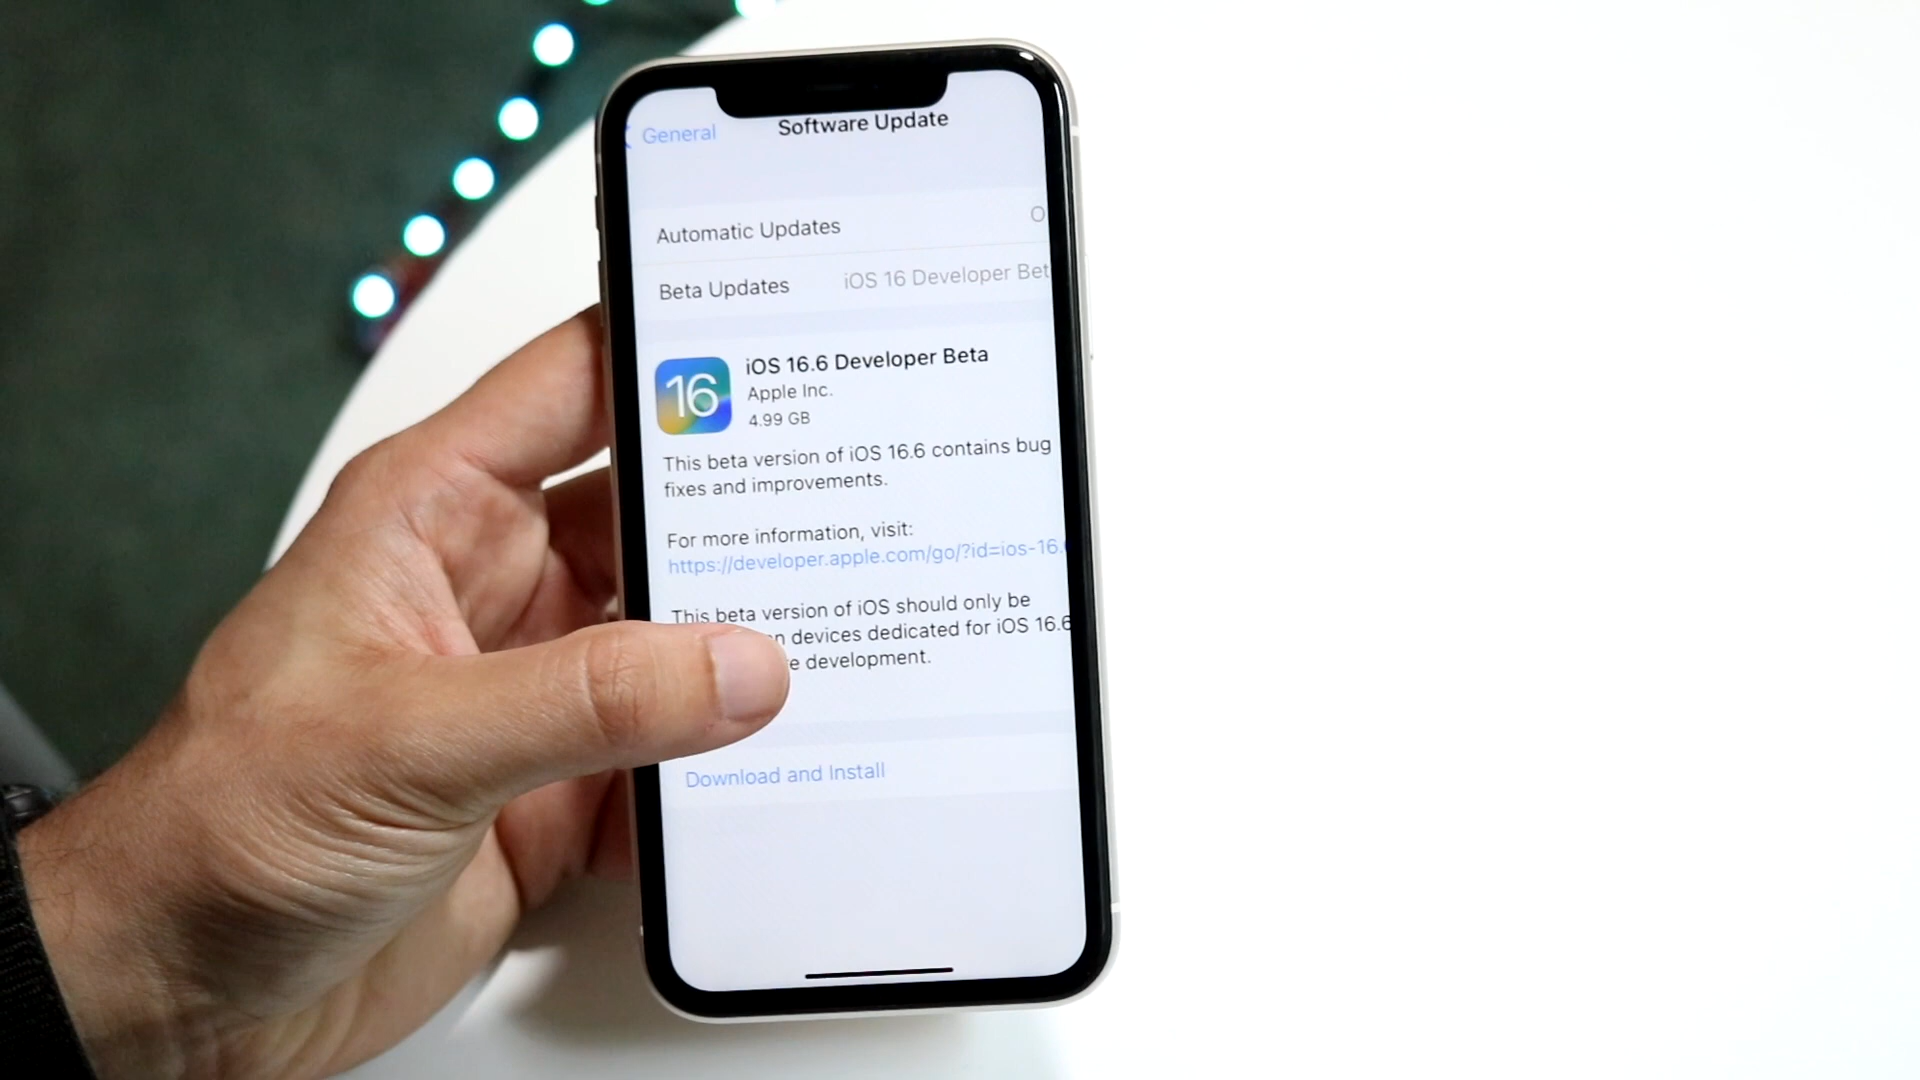 General
Software Update
Automatic Updates O
Beta Updates iOS 16 Developer Bet
16
iOS 16.6 Developer Beta
Apple Inc.
4.99 GB
This beta version of iOS 16.6 contains bug
fixes and improvements.
For more information, visit:
https://developer.apple.com/go/?id=ios-16.
This beta version of iOS should only be
devices dedicated for iOS 16.6
development.
Download and Install